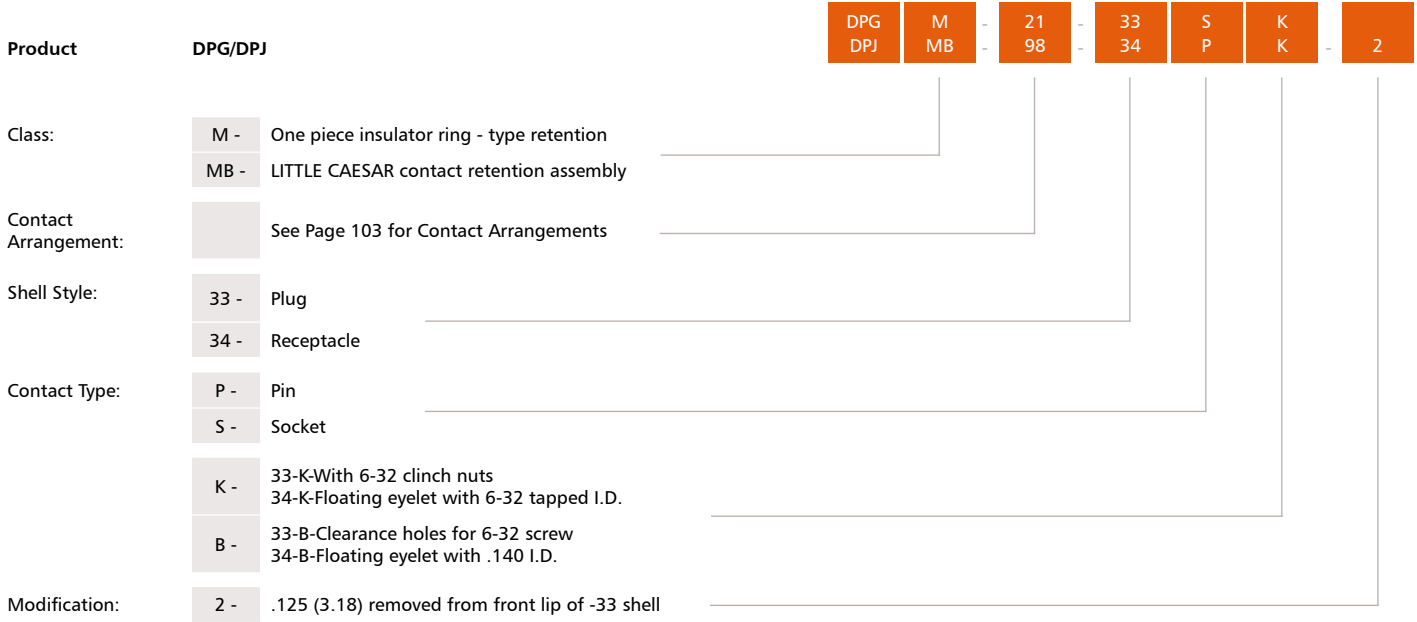 DPG M - 21 - 33 S K
DPJ MB - 98 - 34 P K - 2
Product DPG/DPJ
Class:
M - One piece insulator ring - type retention
MB - LITTLE CAESAR contact retention assembly
Contact
Arrangement:
See Page 103 for Contact Arrangements
Shell Style:
33 - Plug
34 - Receptacle
Contact Type:
P - Pin
S - Socket
K - 33-K-With 6-32 clinch nuts
34-K-Floating eyelet with 6-32 tapped I.D.
B - 33-B-Clearance holes for 6-32 screw
34-B-Floating eyelet with .140 I.D.
Modification: 2 - .125 (3.18) removed from front lip of -33 shell